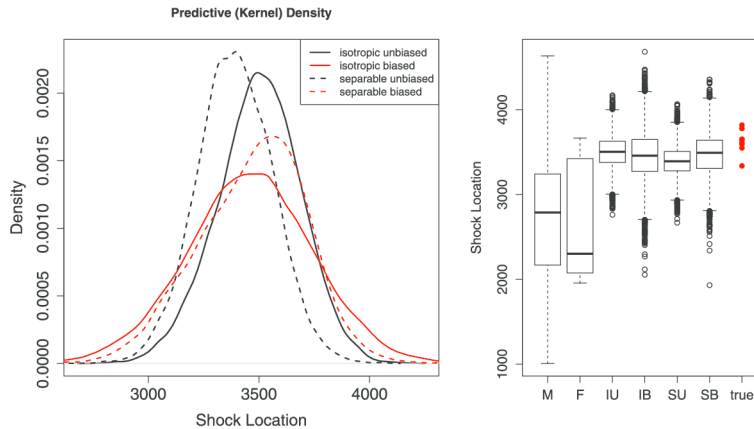 Predictive (Kernel) Density
isotropic unbiased
isotropic biased
separable unbiased
separable biased
Density
0.0000
0.0005
0.0010
0.0015
0.0020
3000
3500
4000
Shock Location
Shock Location
1000
2000
3000
4000
M
F
IU
IB
SU
SB
true